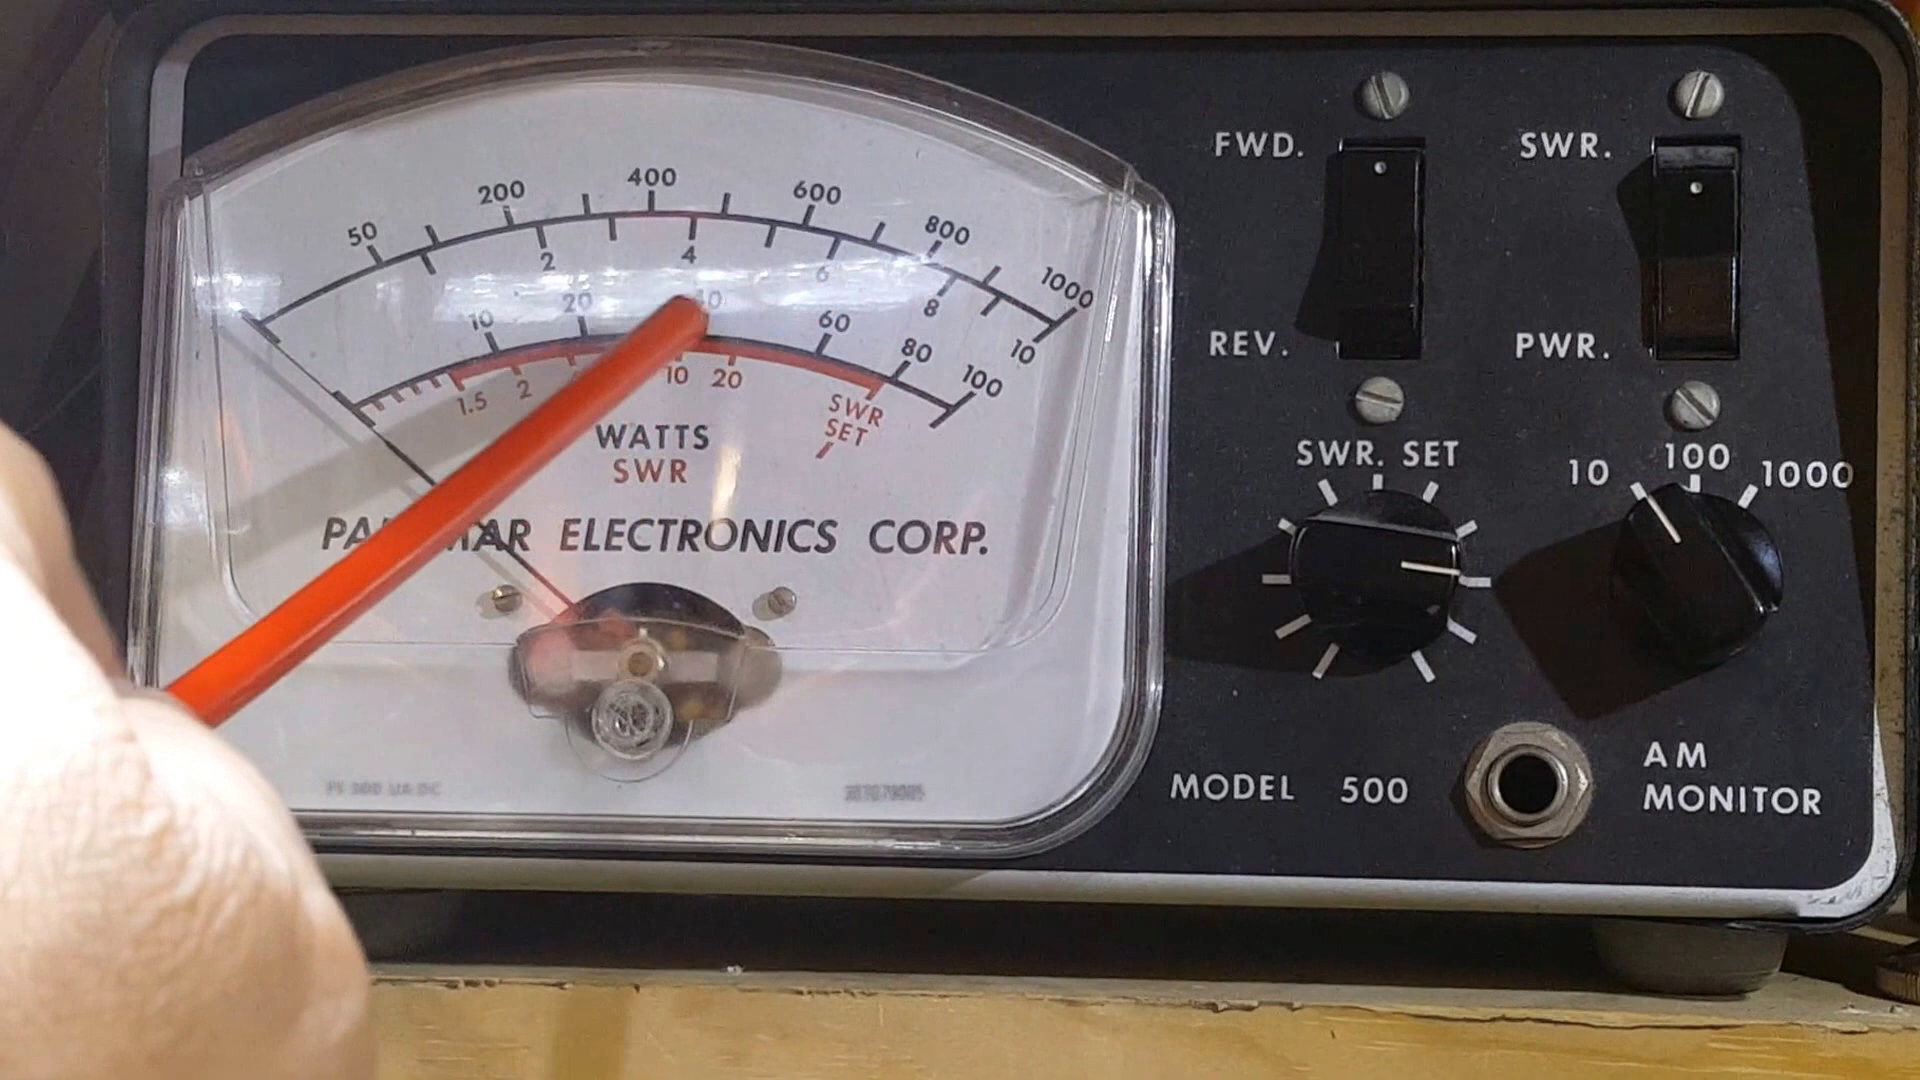 50 200 400 600 800 1000
2 4 6 8 10
10 20 60 80 100
1.5 2 10 20
SWR
SET
WATTS
SWR
ELECTRONICS CORP.
FWD.
REV.
SWR.
PWR.
SWR. SET
10 100 1000
MODEL 500
AM
MONITOR